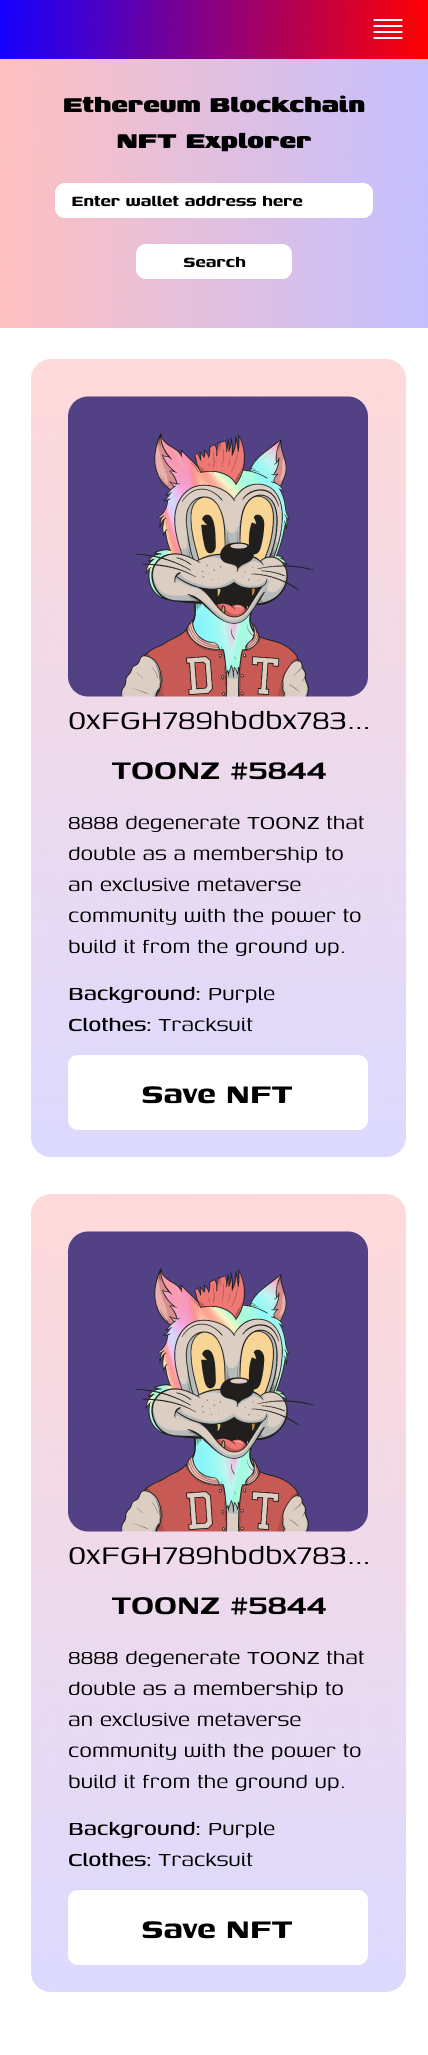 Ethereum Blockchain
NFT Explorer
Enter wallet address here
Search
D T
0xFGH789hbdbx783...
TOONZ #5844
8888 degenerate TOONZ that
double as a membership to
an exclusive metaverse
community with the power to
build it from the ground up.
Background: Purple
Clothes: Tracksuit
Save NFT
D T
0xFGH789hbdbx783...
TOONZ #5844
8888 degenerate TOONZ that
double as a membership to
an exclusive metaverse
community with the power to
build it from the ground up.
Background: Purple
Clothes: Tracksuit
Save NFT